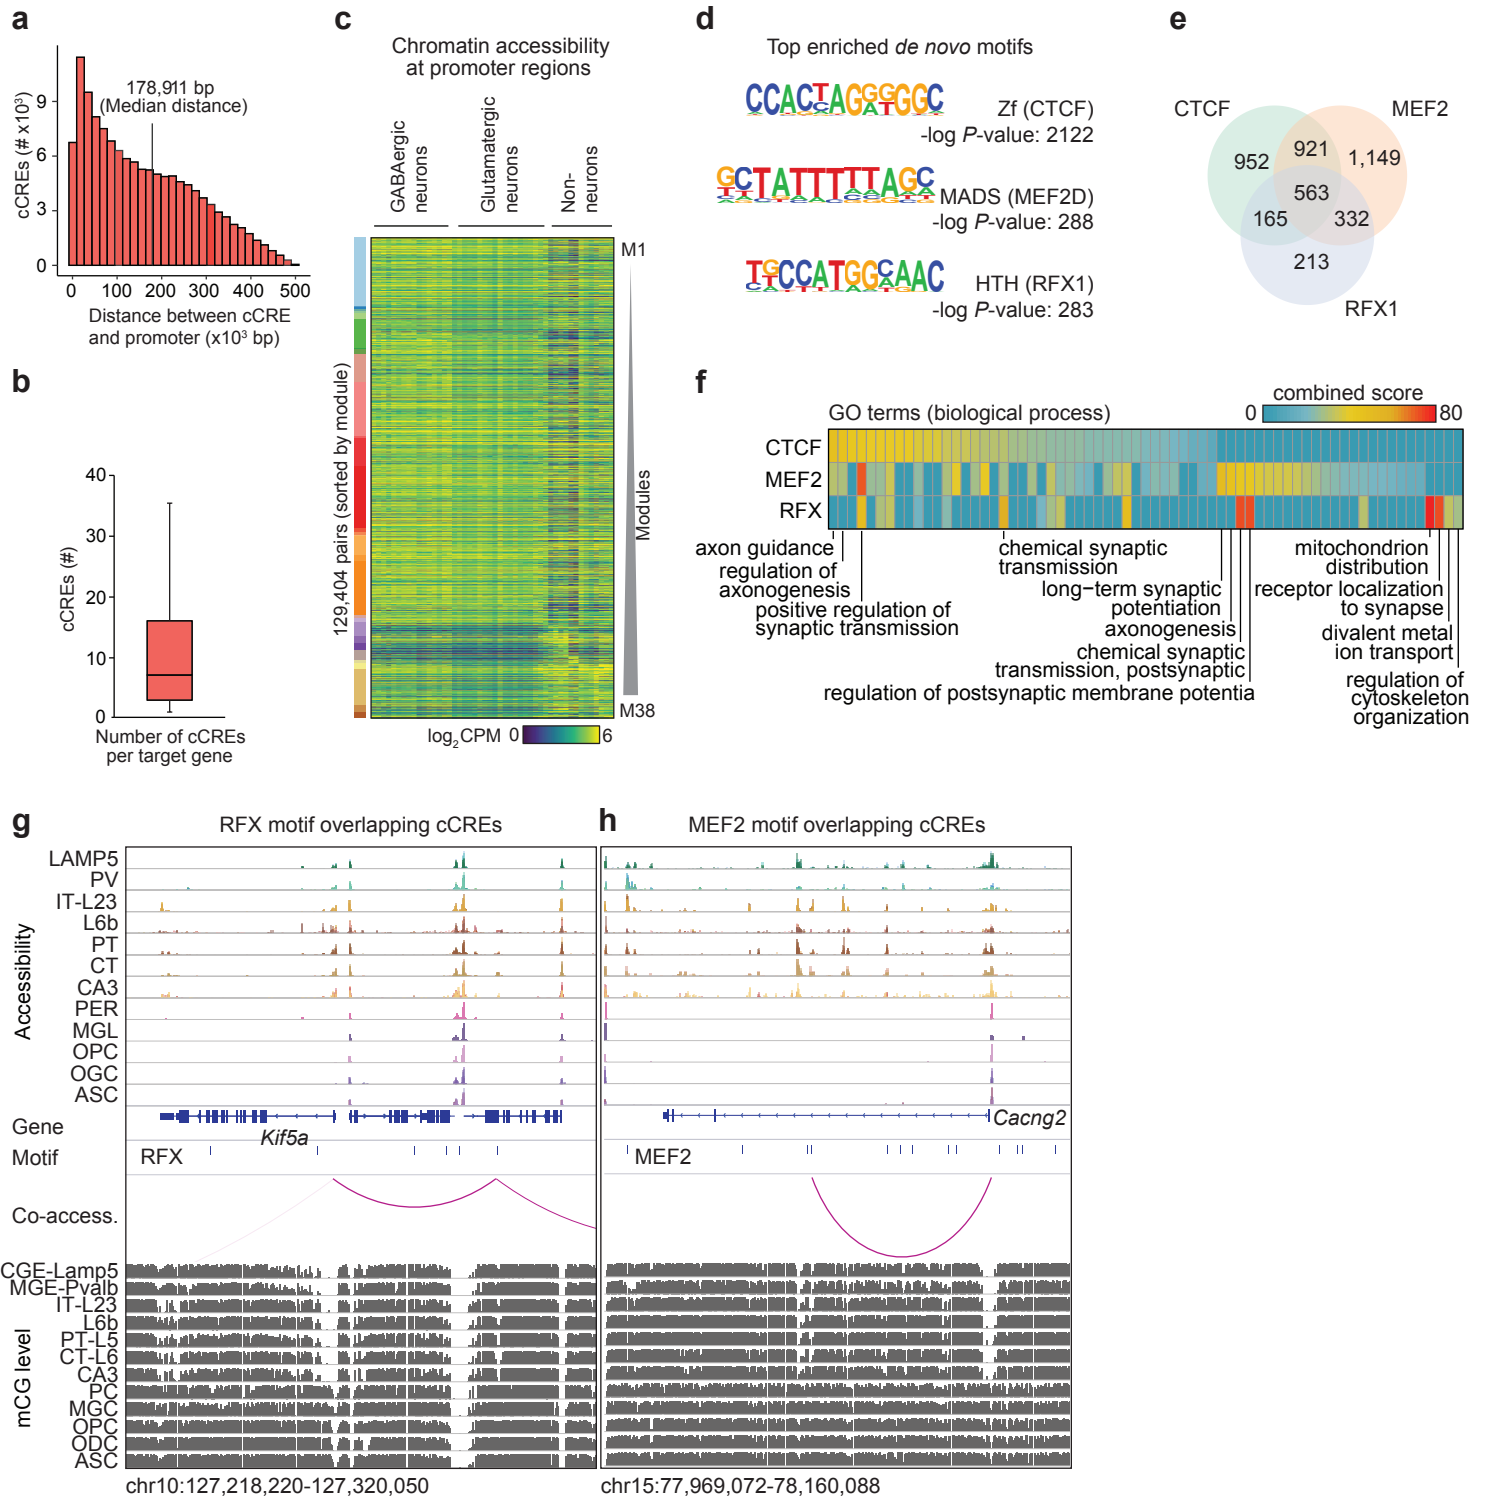 a
cCREs (# x10³)
9
6
3
0
178,911 bp
(Median distance)
0 100 200 300 400 500
Distance between cCRE
and promoter (x10³ bp)
b
cCREs (#)
40
30
20
10
0
Number of cCREs
per target gene
c
Chromatin accessibility
at promoter regions
GABAergic
neurons
Glutamatergic
neurons
Non-
neurons
129,404 pairs (sorted by module)
M1
Modules
M38
log₂CPM 0 6
d
Top enriched de novo motifs
Zf (CTCF)
-log P-value: 2122
MADS (MEF2D)
-log P-value: 288
HTH (RFX1)
-log P-value: 283
e
CTCF
MEF2
952
921
1,149
563
165
332
213
RFX1
f
GO terms (biological process)
combined score
0 80
CTCF
MEF2
RFX
axon guidance
regulation of
axonogenesis
positive regulation of
synaptic transmission
chemical synaptic
transmission
long−term synaptic
potentiation
axonogenesis
chemical synaptic
transmission, postsynaptic
regulation of postsynaptic membrane potentia
mitochondrion
distribution
receptor localization
to synapse
divalent metal
ion transport
regulation of
cytoskeleton
organization
g
RFX motif overlapping cCREs
Accessibility
LAMP5
PV
IT-L23
L6b
PT
CT
CA3
PER
MGL
OPC
OGC
ASC
Gene
Kif5a
Motif
RFX
Co-access.
mCG level
CGE-Lamp5
MGE-Pvalb
IT-L23
L6b
PT-L5
CT-L6
CA3
PC
MGC
OPC
ODC
ASC
chr10:127,218,220-127,320,050
h
MEF2 motif overlapping cCREs
Cacng2
MEF2
chr15:77,969,072-78,160,088